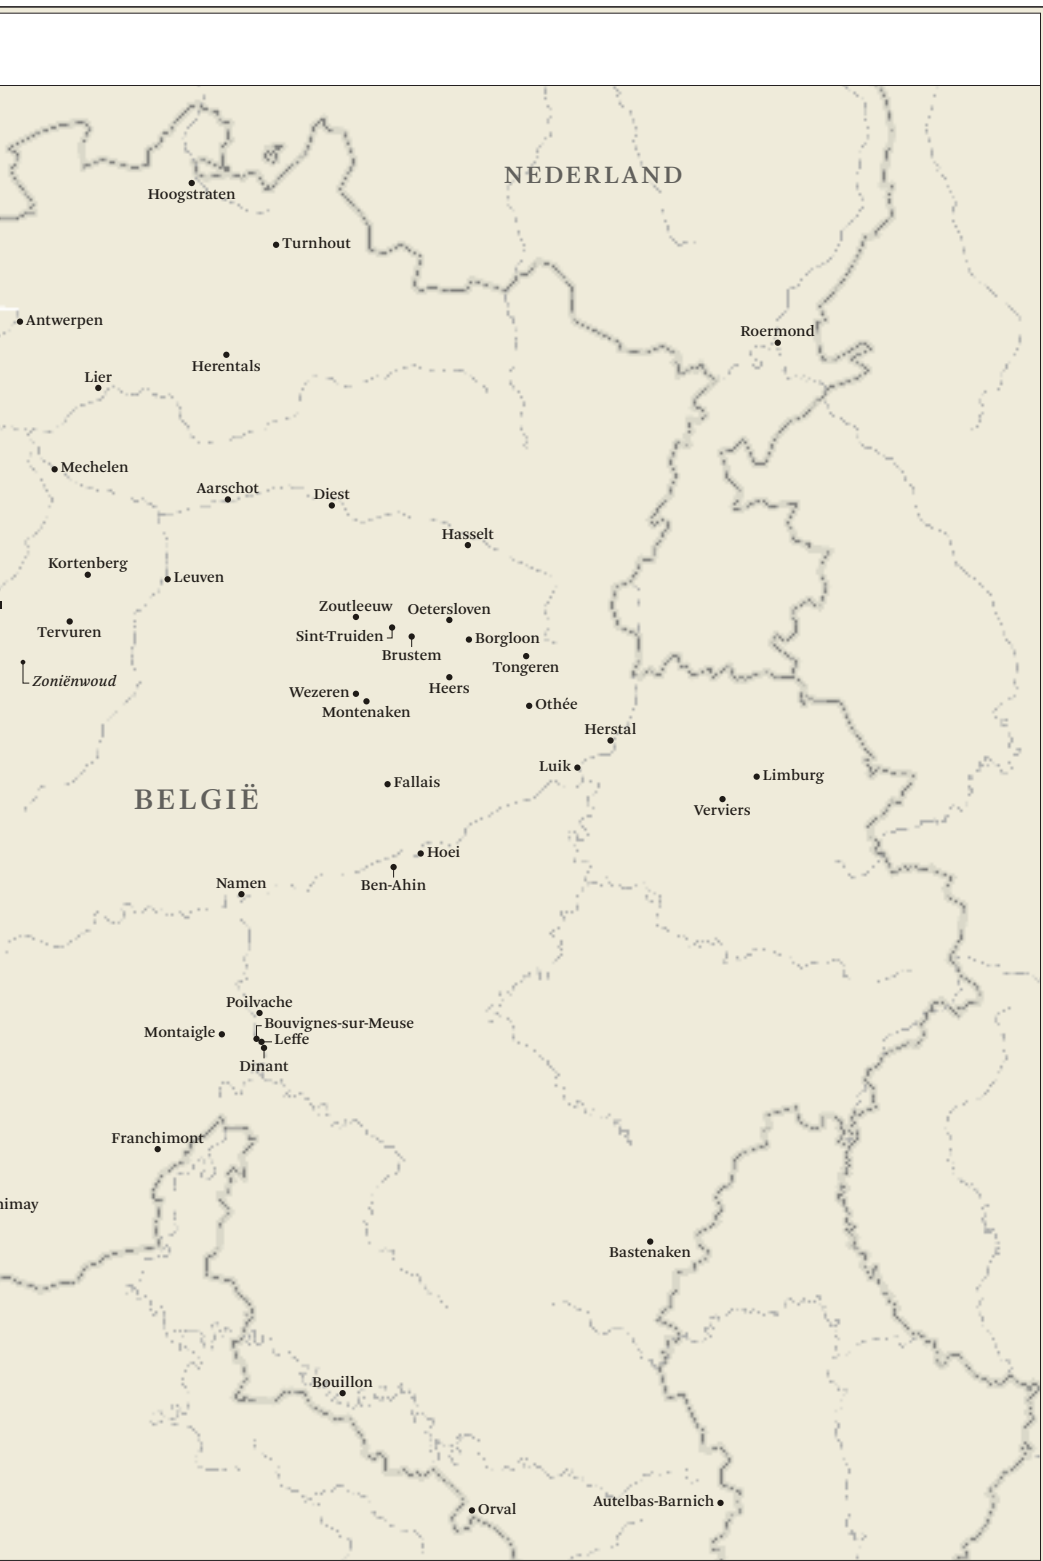 NEDERLAND
Hoogstraten
Turnhout
Antwerpen
Roermond
Herentals
Lier
Mechelen
Aarschot
Diest
Hasselt
Kortenberg
Leuven
Zoutleeuw
Oetersloven
Tervuren
Sint-Truiden
Borgloon
Brustem
Tongeren
Zoniënwoud
Wezeren
Heers
Montenaken
Othée
Herstal
Luik
Limburg
Fallais
BELGIË
Verviers
Hoei
Namen
Ben-Ahin
Poilvache
Bouvignes-sur-Meuse
Montaigle
Leffe
Dinant
Franchimont
himay
Bastenaken
Bouillon
Autelbas-Barnich
Orval